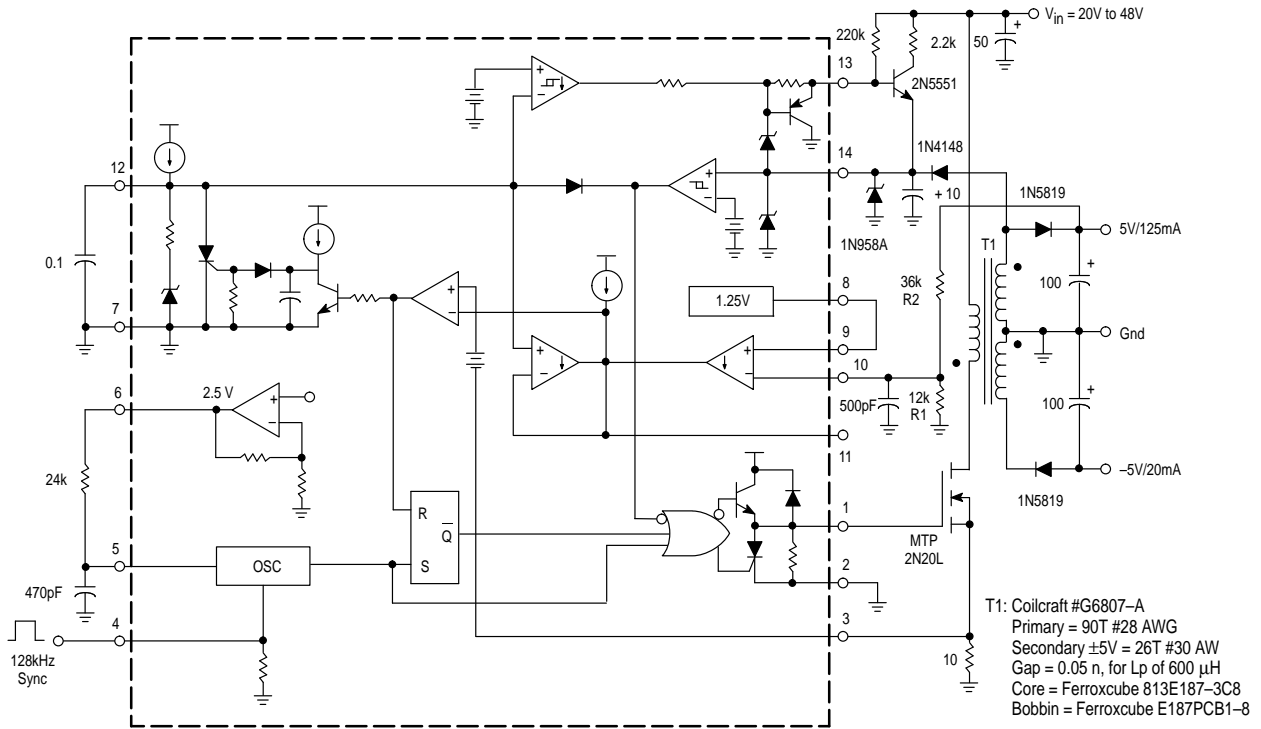 Vin = 20V to 48V
220k
2.2k
50
+
13
2N5551
+
−
12
14
1N4148
+
−
+ 10
1N5819
1N958A
T1
5V/125mA
0.1
36k
R2
100
+
8
1.25V
+
−
7
9
Gnd
+
−
+
−
10
6
2.5 V
+
−
500pF
12k
R1
100
+
11
24k
−5V/20mA
1N5819
R
Q
S
1
MTP
2N20L
5
OSC
2
470pF
4
3
128kHz
Sync
10
T1: Coilcraft #G6807–A
Primary = 90T #28 AWG
Secondary ±5V = 26T #30 AW
Gap = 0.05 n, for Lp of 600 μH
Core = Ferroxcube 813E187–3C8
Bobbin = Ferroxcube E187PCB1–8